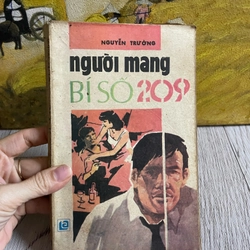 NGUYỄN TRƯỜNG
người mang
BÍ SỐ 209